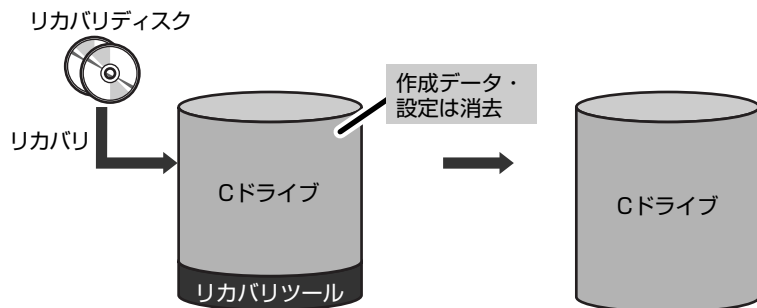 リカバリディスク
作成データ・
設定は消去
リカバリ
Cドライブ
Cドライブ
リカバリツール